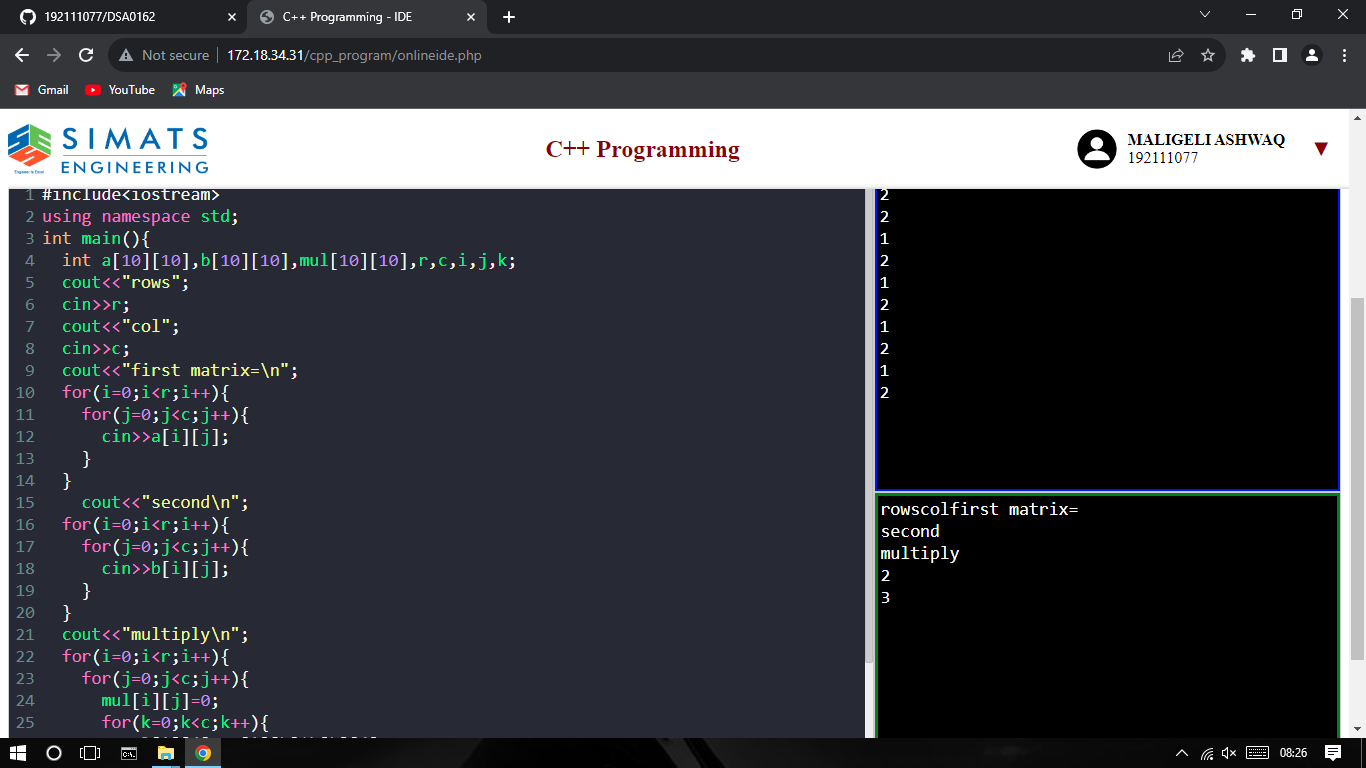 192111077/DSA0162
C++ Programming - IDE
Not secure
172.18.34.31/cpp_program/onlineide.php
Gmail
YouTube
Maps
SIMATS
ENGINEERING
Engineer to Excel
C++ Programming
MALIGELI ASHWAQ
192111077
1 #include<iostream>
2 using namespace std;
3 int main(){
4 int a[10][10],b[10][10],mul[10][10],r,c,i,j,k;
5 cout<<"rows";
6 cin>>r;
7 cout<<"col";
8 cin>>c;
9 cout<<"first matrix=\n";
10 for(i=0;i<r;i++){
11 for(j=0;j<c;j++){
12 cin>>a[i][j];
13 }
14 }
15 cout<<"second\n";
16 for(i=0;i<r;i++){
17 for(j=0;j<c;j++){
18 cin>>b[i][j];
19 }
20 }
21 cout<<"multiply\n";
22 for(i=0;i<r;i++){
23 for(j=0;j<c;j++){
24 mul[i][j]=0;
25 for(k=0;k<c;k++){
2
2
1
2
1
2
1
2
1
2
rowscolfirst matrix=
second
multiply
2
3
08:26